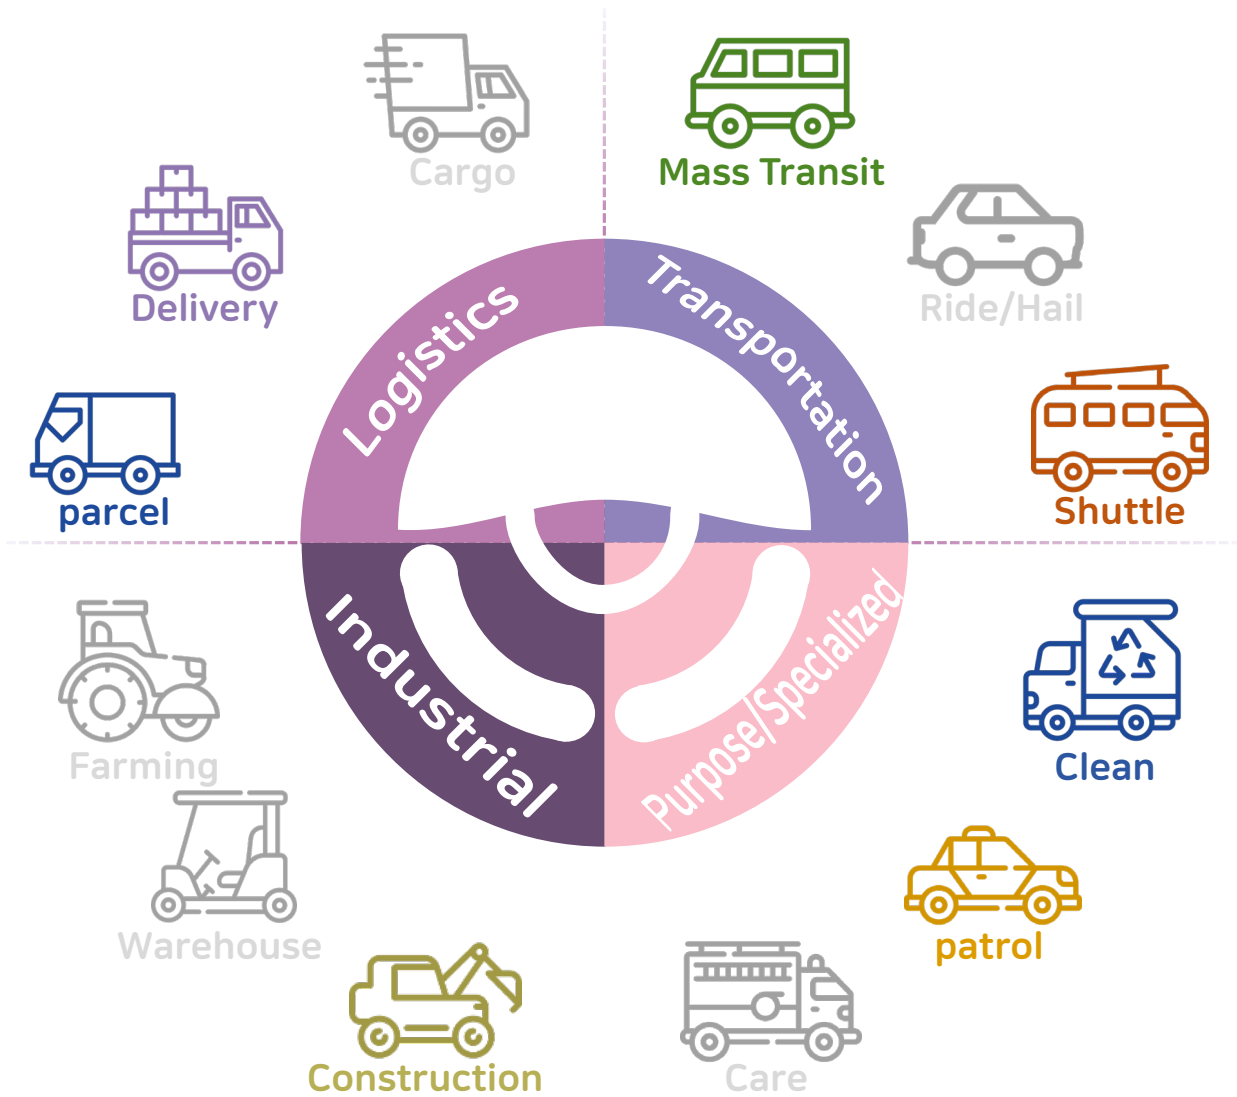 Cargo
Mass Transit
Delivery
Ride/Hail
Logistics
Transportation
parcel
Shuttle
Industrial
Purpose/Specialized
Farming
Clean
Warehouse
patrol
Construction
Care